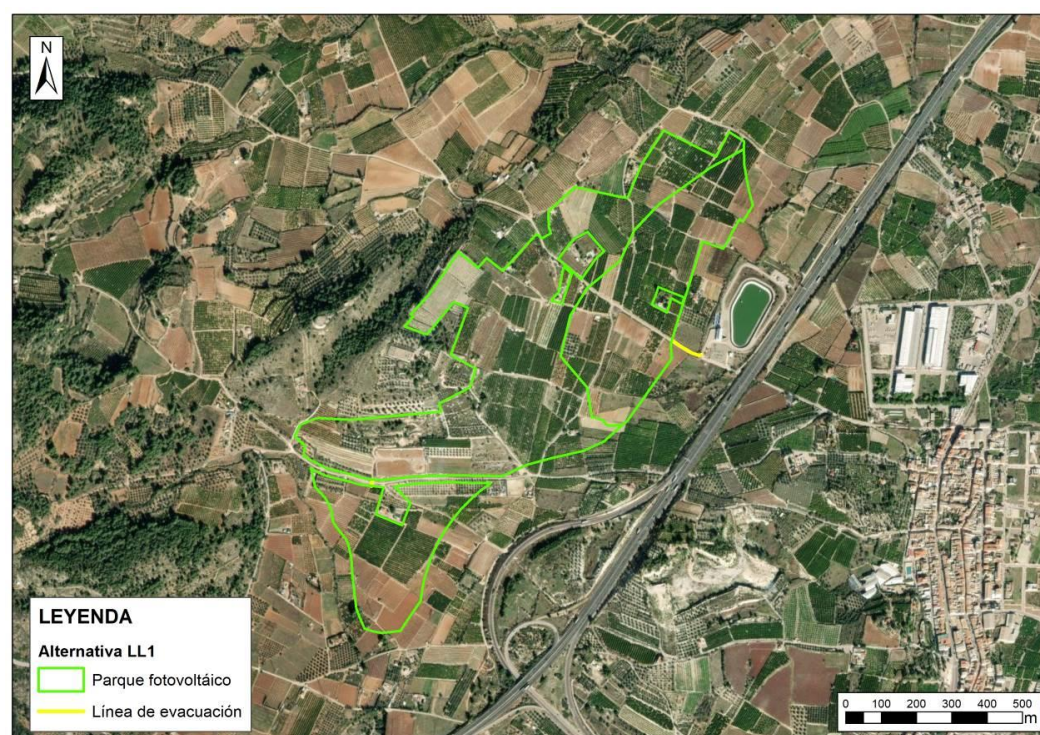 N
LEYENDA
Alternativa LL1
Parque fotovoltáico
Línea de evacuación
0 100 200 300 400 500
m